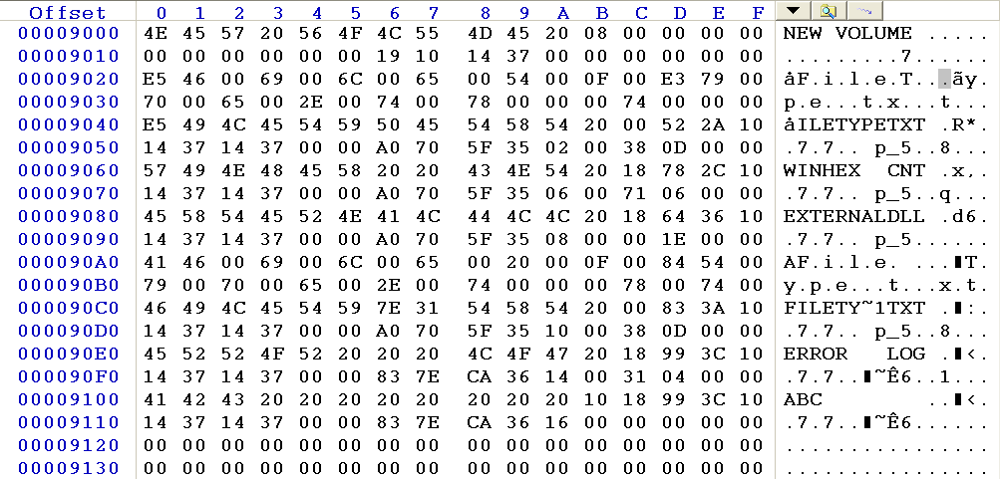 Offset 0 1 2 3 4 5 6 7 8 9 A B C D E F
00009000 4E 45 57 20 56 4F 4C 55 4D 45 20 08 00 00 00 00 NEW VOLUME .....
00009010 00 00 00 00 00 00 19 10 14 37 00 00 00 00 00 00 .........7......
00009020 E5 46 00 69 00 6C 00 65 00 54 00 0F 00 E3 79 00 åF.i.l.e.T...ãy.
00009030 70 00 65 00 2E 00 74 00 78 00 00 00 74 00 00 00 p.e...t.x...t...
00009040 E5 49 4C 45 54 59 50 45 54 58 54 20 00 52 2A 10 åILETYPETXT .R*.
00009050 14 37 14 37 00 00 A0 70 5F 35 02 00 38 0D 00 00 .7.7.. p_5..8...
00009060 57 49 4E 48 45 58 20 20 43 4E 54 20 18 78 2C 10 WINHEX  CNT .x,.
00009070 14 37 14 37 00 00 A0 70 5F 35 06 00 71 06 00 00 .7.7.. p_5..q...
00009080 45 58 54 45 52 4E 41 4C 44 4C 4C 20 18 64 36 10 EXTERNALDLL .d6.
00009090 14 37 14 37 00 00 A0 70 5F 35 08 00 00 1E 00 00 .7.7.. p_5......
000090A0 41 46 00 69 00 6C 00 65 00 20 00 0F 00 84 54 00 AF.i.l.e. ...▮T.
000090B0 79 00 70 00 65 00 2E 00 74 00 00 00 78 00 74 00 y.p.e...t...x.t.
000090C0 46 49 4C 45 54 59 7E 31 54 58 54 20 00 83 3A 10 FILETY~1TXT .▮:.
000090D0 14 37 14 37 00 00 A0 70 5F 35 10 00 38 0D 00 00 .7.7.. p_5..8...
000090E0 45 52 52 4F 52 20 20 20 4C 4F 47 20 18 99 3C 10 ERROR   LOG .▮<.
000090F0 14 37 14 37 00 00 83 7E CA 36 14 00 31 04 00 00 .7.7..▮~Ê6..1...
00009100 41 42 43 20 20 20 20 20 20 20 20 10 18 99 3C 10 ABC        ..▮<.
00009110 14 37 14 37 00 00 83 7E CA 36 16 00 00 00 00 00 .7.7..▮~Ê6......
00009120 00 00 00 00 00 00 00 00 00 00 00 00 00 00 00 00 ................
00009130 00 00 00 00 00 00 00 00 00 00 00 00 00 00 00 00 ................